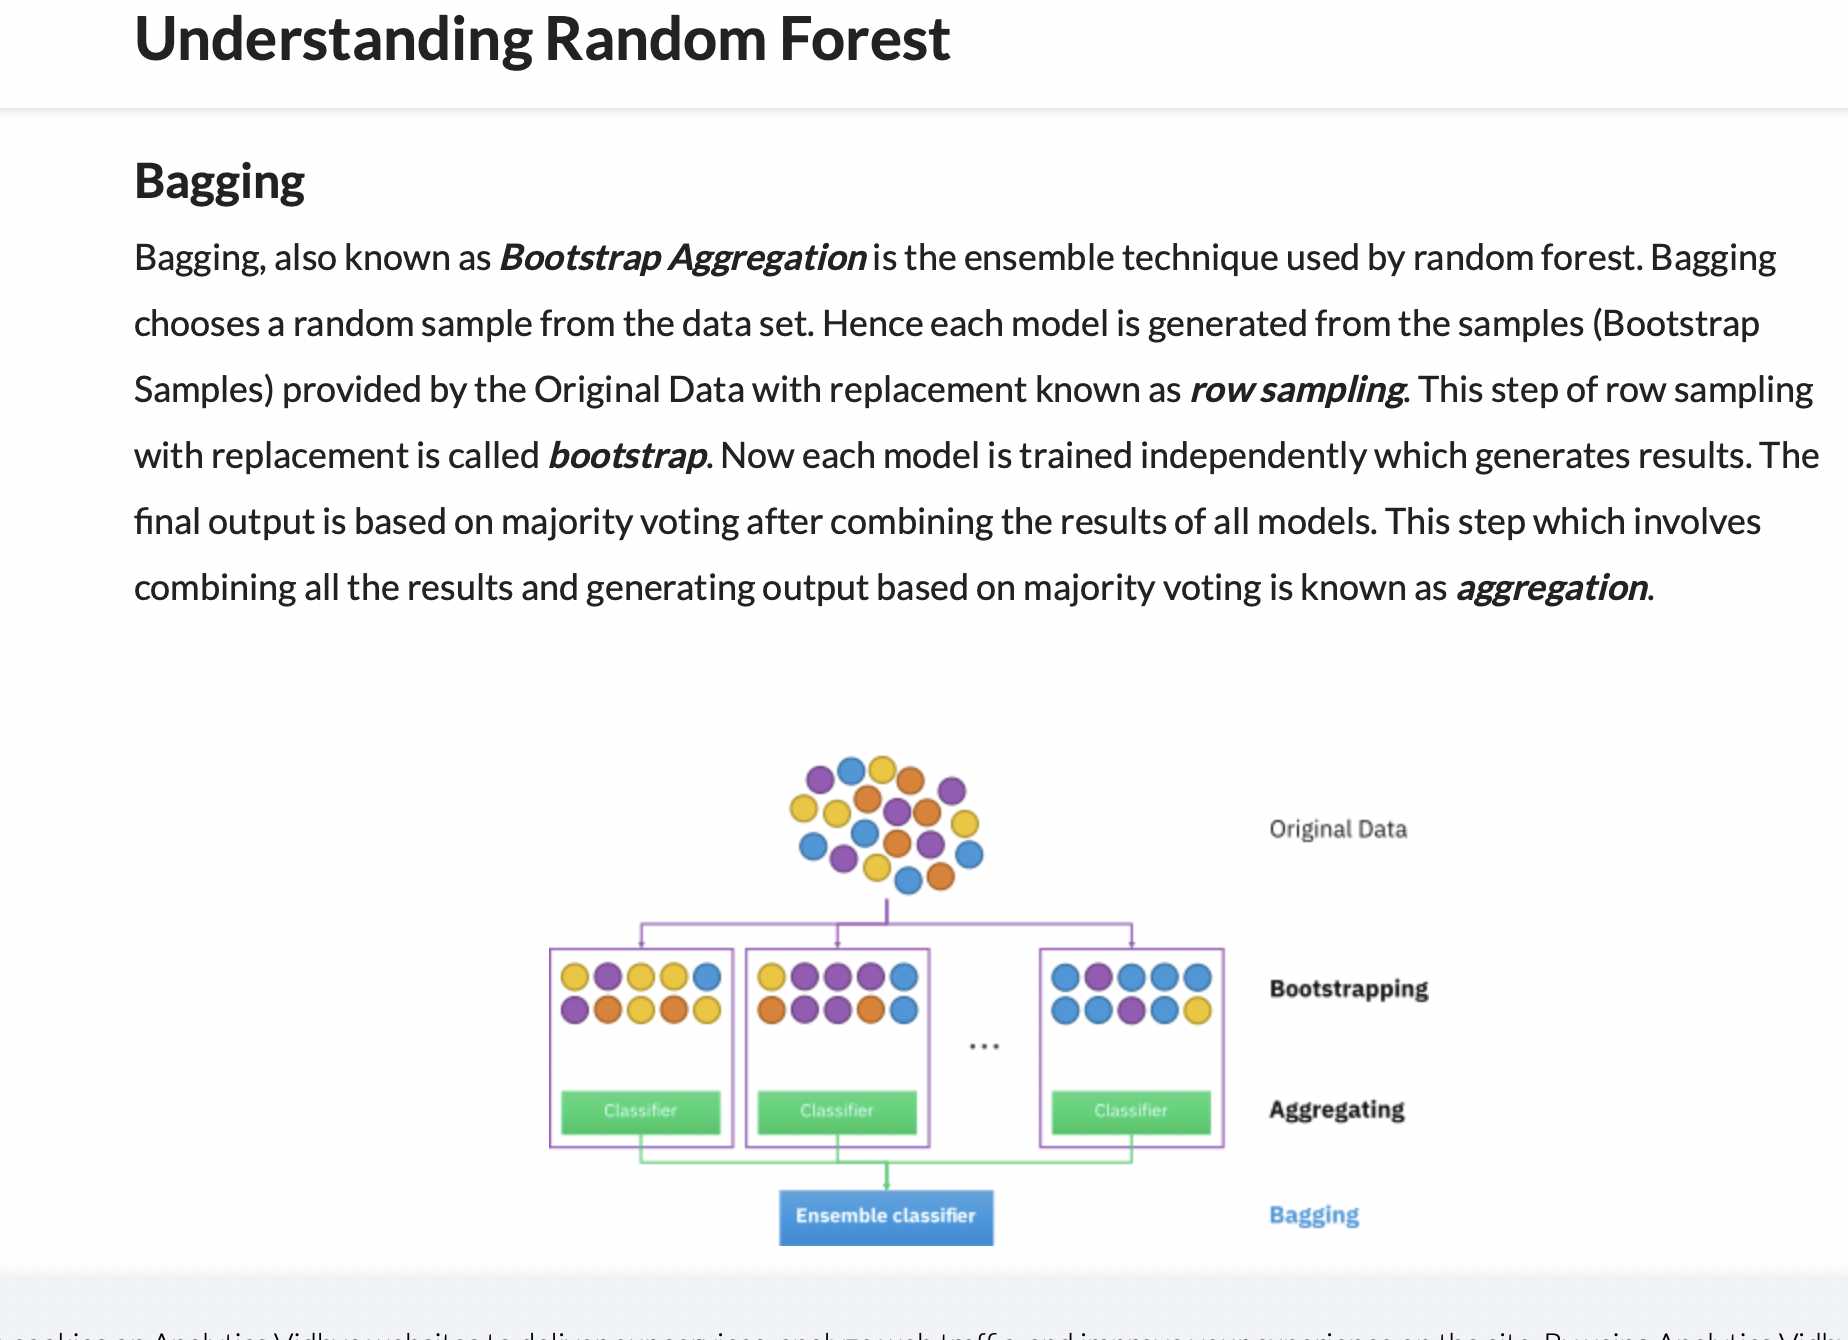 Understanding Random Forest
Bagging
Bagging, also known as Bootstrap Aggregation is the ensemble technique used by random forest. Bagging
chooses a random sample from the data set. Hence each model is generated from the samples (Bootstrap
Samples) provided by the Original Data with replacement known as row sampling. This step of row sampling
with replacement is called bootstrap. Now each model is trained independently which generates results. The
final output is based on majority voting after combining the results of all models. This step which involves
combining all the results and generating output based on majority voting is known as aggregation.
Original Data
Bootstrapping
...
Classifier Classifier Classifier
Aggregating
Ensemble classifier
Bagging